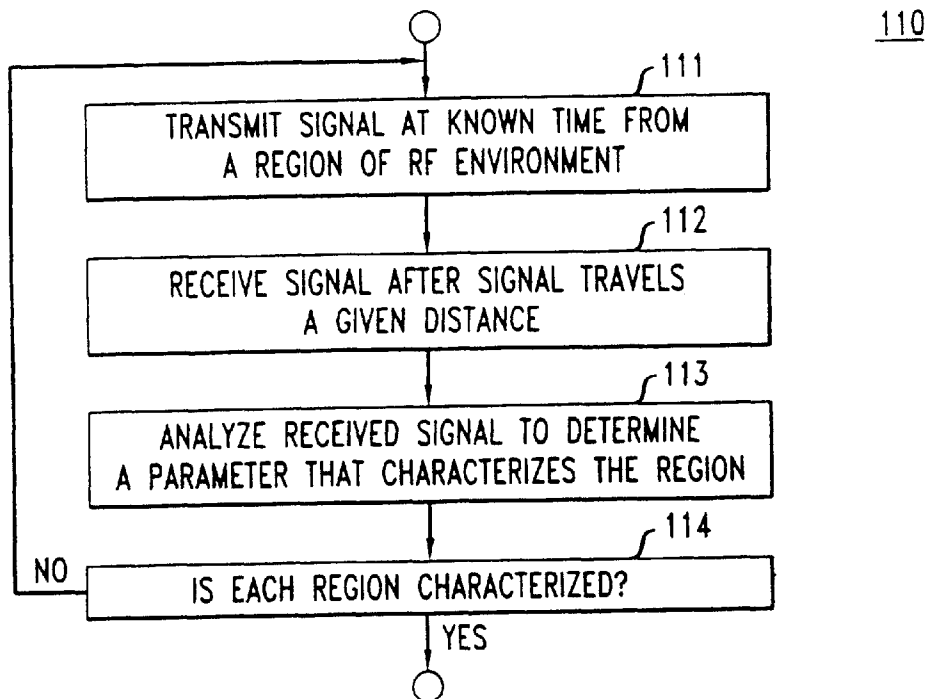 110
111
TRANSMIT SIGNAL AT KNOWN TIME FROM
A REGION OF RF ENVIRONMENT
112
RECEIVE SIGNAL AFTER SIGNAL TRAVELS
A GIVEN DISTANCE
113
ANALYZE RECEIVED SIGNAL TO DETERMINE
A PARAMETER THAT CHARACTERIZES THE REGION
114
NO
IS EACH REGION CHARACTERIZED?
YES